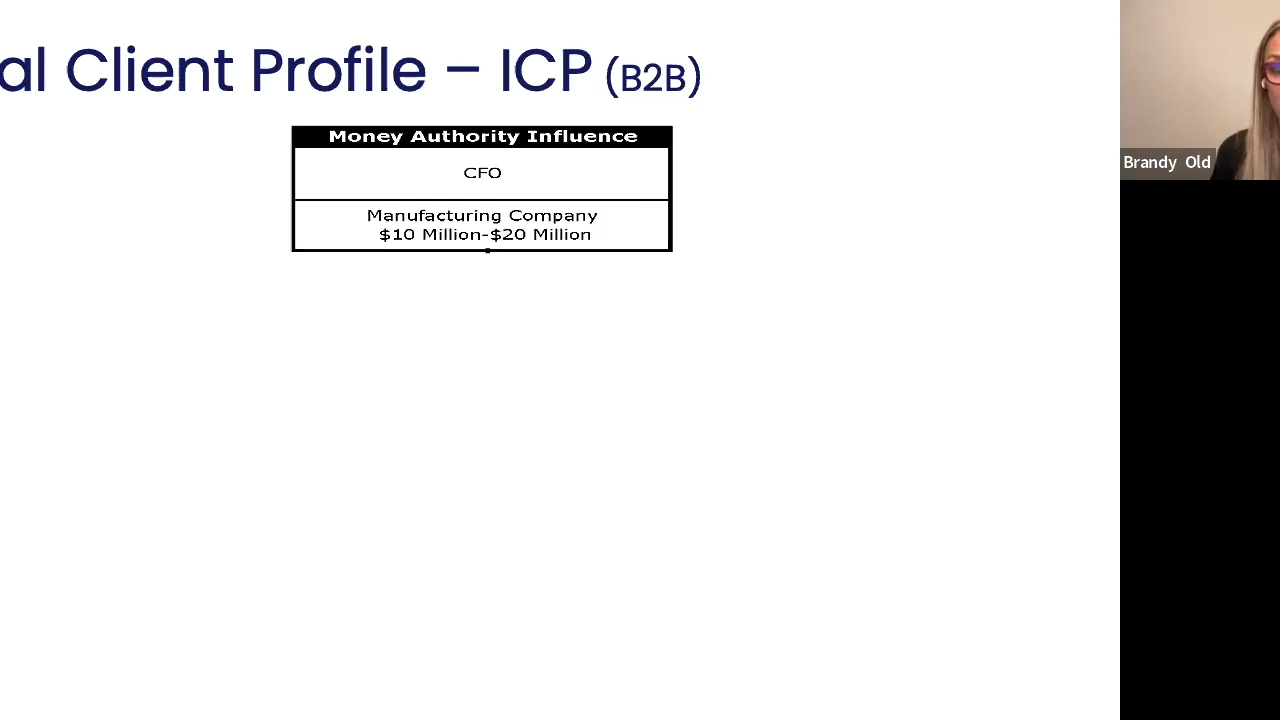 al Client Profile – ICP (B2B)
Money Authority Influence
CFO
Manufacturing Company
$10 Million-$20 Million
Brandy Old